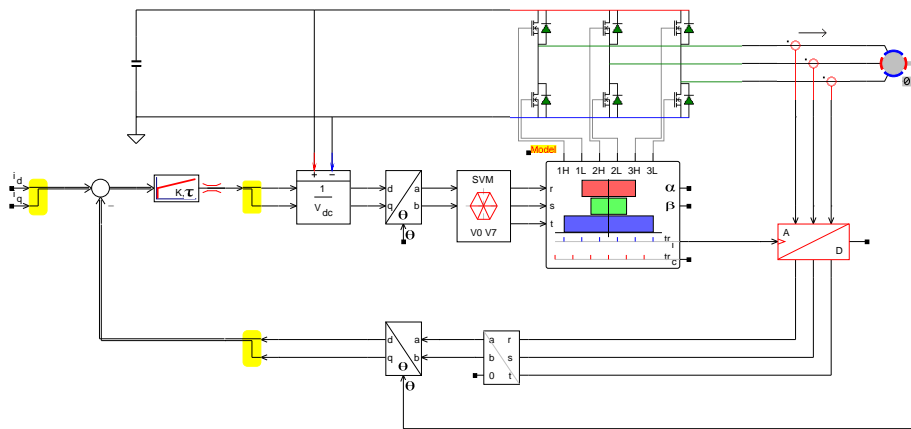 Model
1H 1L 2H 2L 3H 3L
i d
i q
K, τ
+ −
1
V dc
d a
q b
Θ
Θ
SVM
V0 V7
r
s
t
α
β
tr i
tr c
A
D
0
−
d a
q b
Θ
Θ
a r
b s
0 t